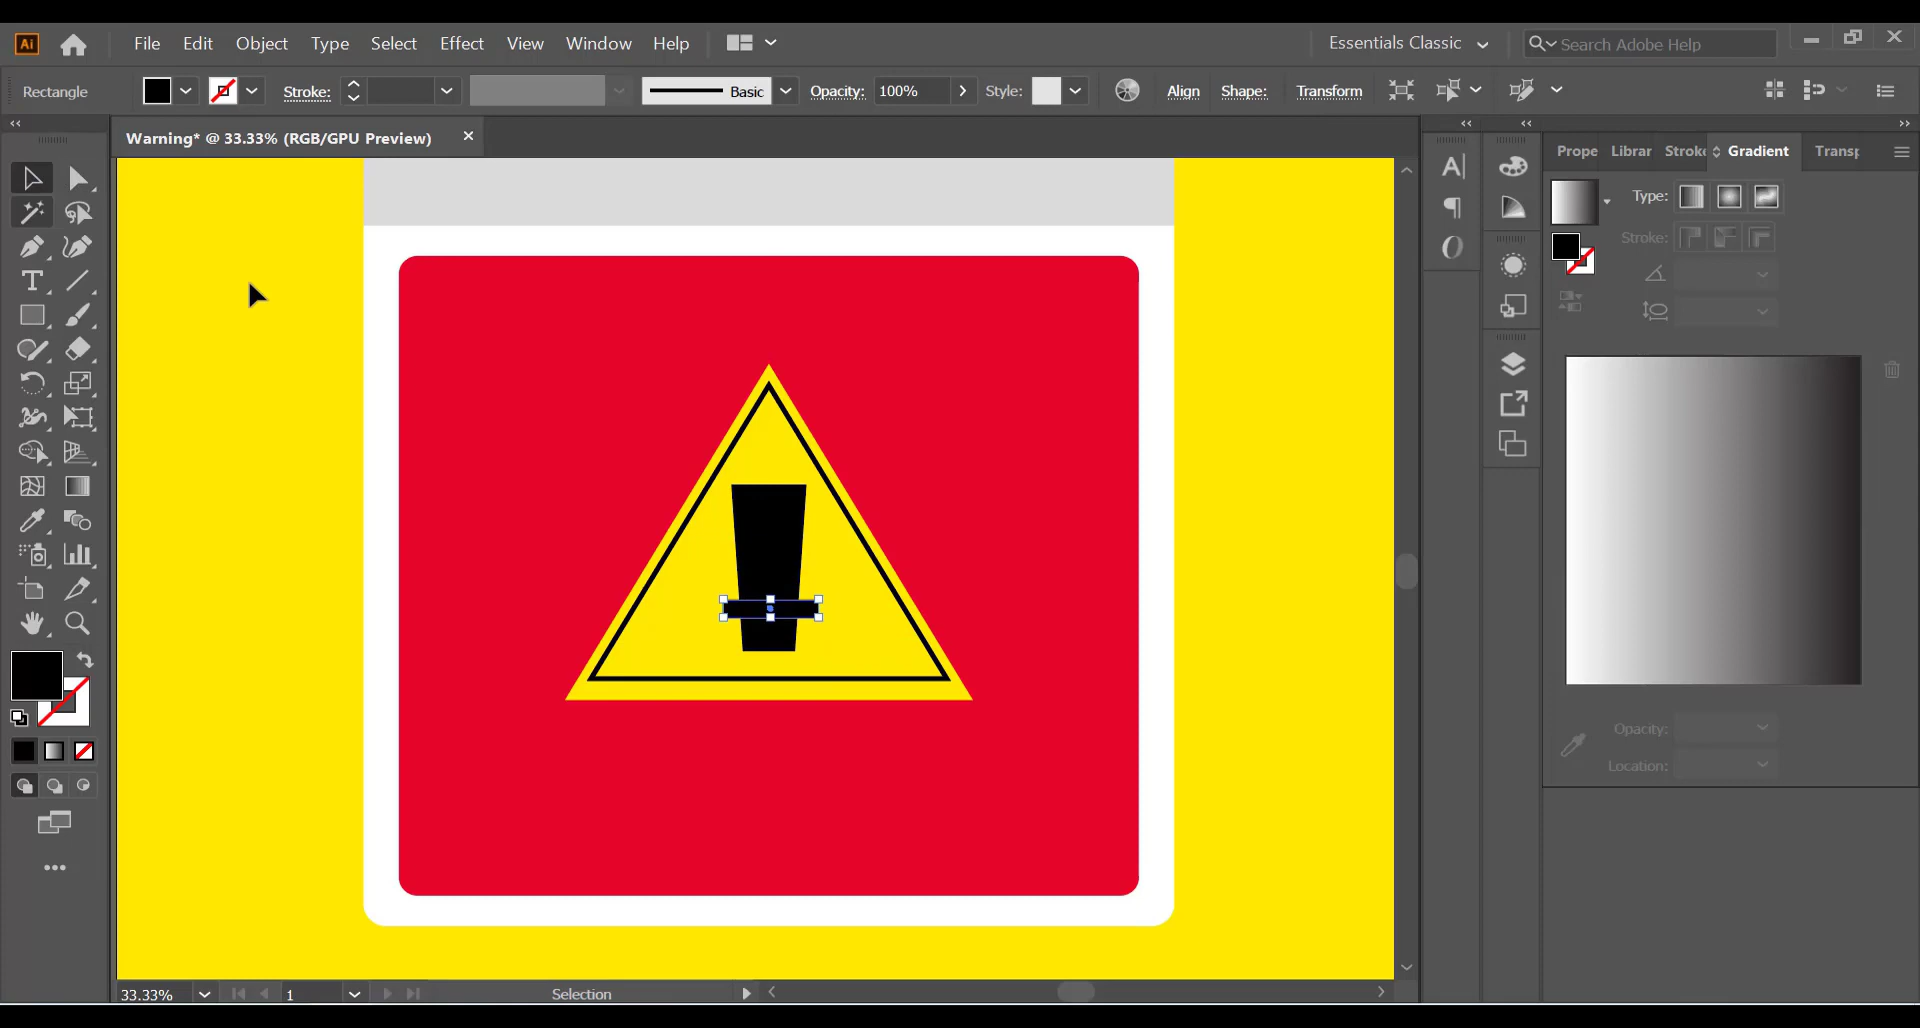 Ai File Edit Object Type Select Effect View Window Help Essentials Classic Search Adobe Help
Rectangle Stroke: Basic Opacity: 100% Style: Align Shape: Transform
Warning* @ 33.33% (RGB/GPU Preview)
Prope Librar Stroke Gradient Transp
Type:
Stroke:
Opacity:
Location:
33.33% 1 Selection